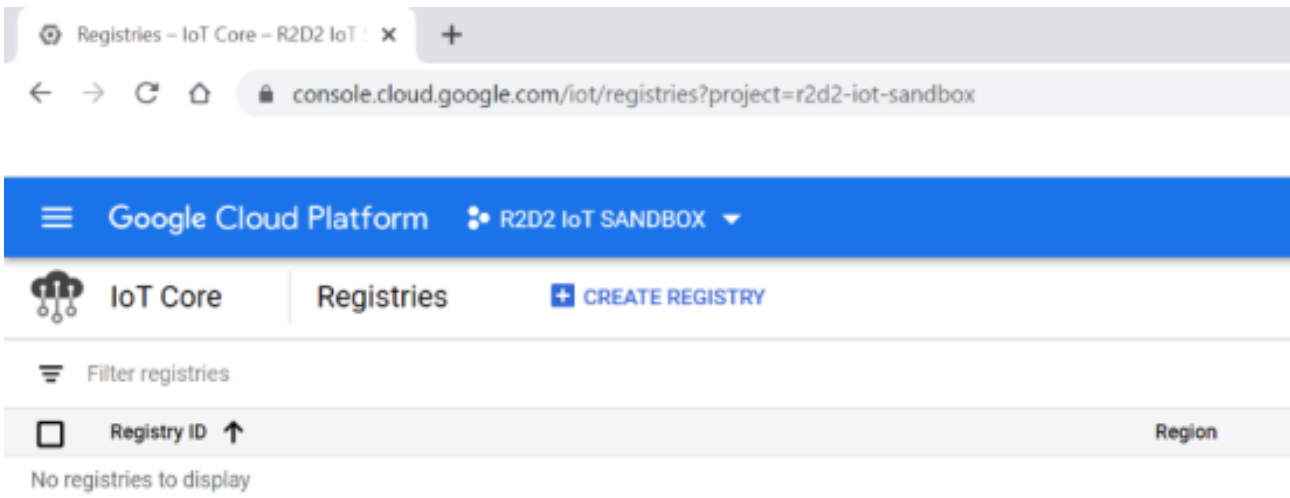 Registries – IoT Core – R2D2 IoT
console.cloud.google.com/iot/registries?project=r2d2-iot-sandbox
Google Cloud Platform R2D2 IoT SANDBOX
IoT Core Registries CREATE REGISTRY
Filter registries
Registry ID Region
No registries to display